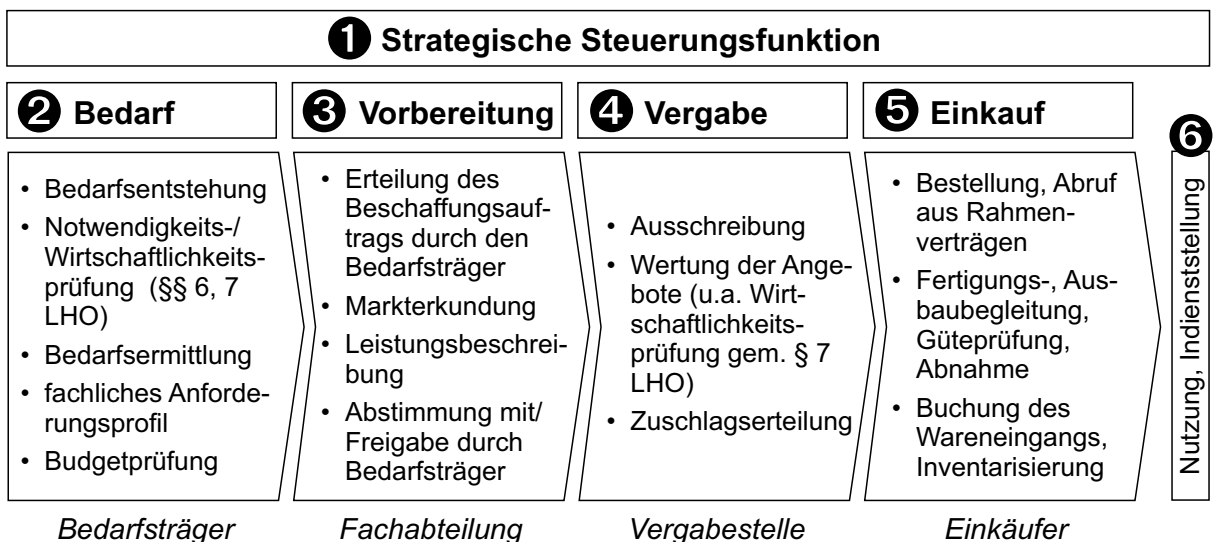 ❶ Strategische Steuerungsfunktion
❷ Bedarf
• Bedarfsentstehung
• Notwendigkeits-/
Wirtschaftlichkeits-
prüfung (§§ 6, 7
LHO)
• Bedarfsermittlung
• fachliches Anforde-
rungsprofil
• Budgetprüfung
Bedarfsträger
❸ Vorbereitung
• Erteilung des
Beschaffungsauf-
trags durch den
Bedarfsträger
• Markterkundung
• Leistungsbeschrei-
bung
• Abstimmung mit/
Freigabe durch
Bedarfsträger
Fachabteilung
❹ Vergabe
• Ausschreibung
• Wertung der Ange-
bote (u.a. Wirt-
schaftlichkeits-
prüfung gem. § 7
LHO)
• Zuschlagserteilung
Vergabestelle
❺ Einkauf
• Bestellung, Abruf
aus Rahmen-
verträgen
• Fertigungs-, Aus-
baubegleitung,
Güteprüfung,
Abnahme
• Buchung des
Wareneingangs,
Inventarisierung
Einkäufer
❻
Nutzung, Indienststellung